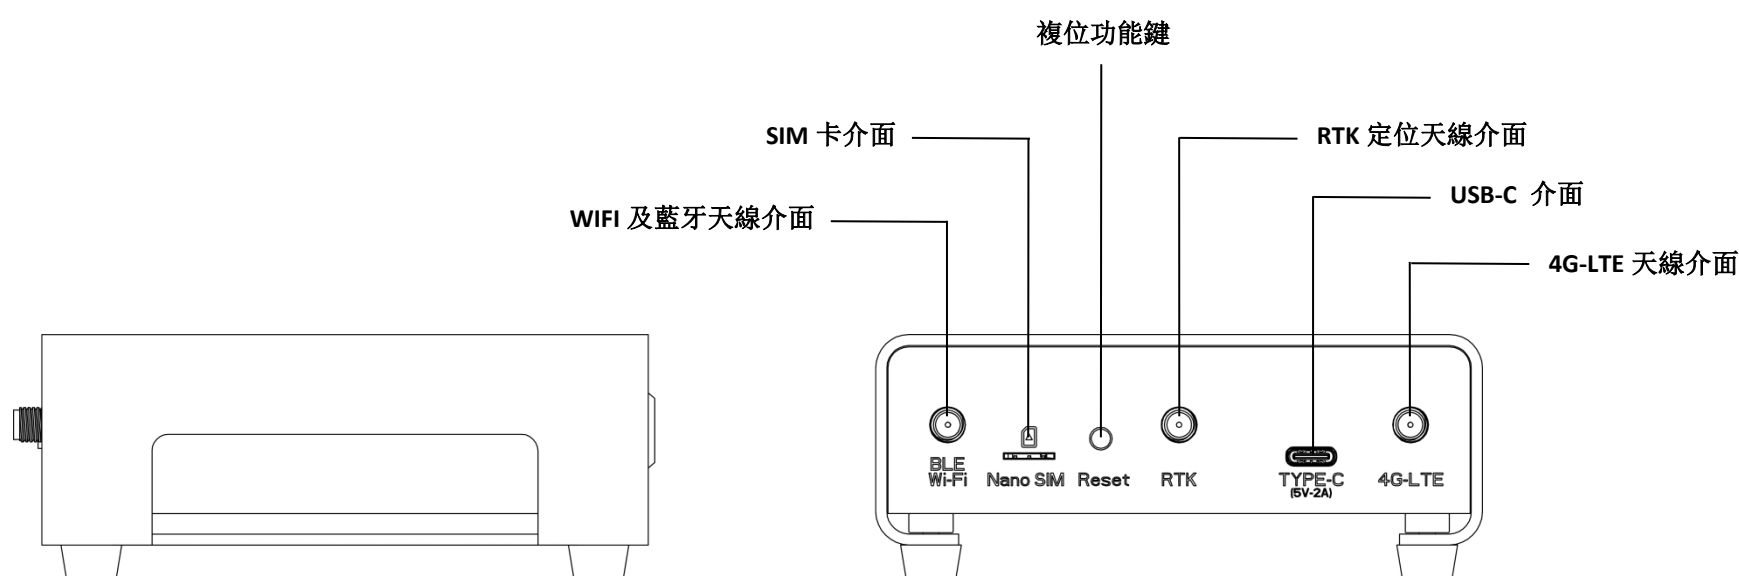 複位功能鍵
SIM 卡介面
RTK 定位天線介面
USB-C 介面
WIFI 及藍牙天線介面
4G-LTE 天線介面
BLE
Wi-Fi
Nano SIM
Reset
RTK
TYPE-C
(5V-2A)
4G-LTE